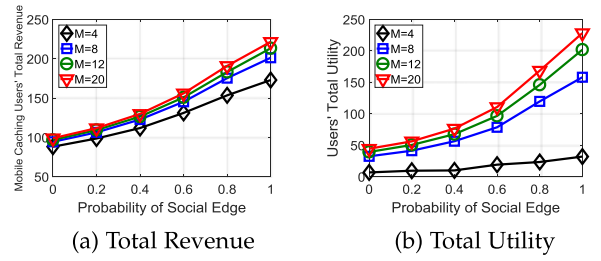 Mobile Caching Users' Total Revenue
250
200
150
100
50
M=4
M=8
M=12
M=20
0 0.2 0.4 0.6 0.8 1
Probability of Social Edge
(a) Total Revenue
Users' Total Utility
250
200
150
100
50
0
M=4
M=8
M=12
M=20
0 0.2 0.4 0.6 0.8 1
Probability of Social Edge
(b) Total Utility